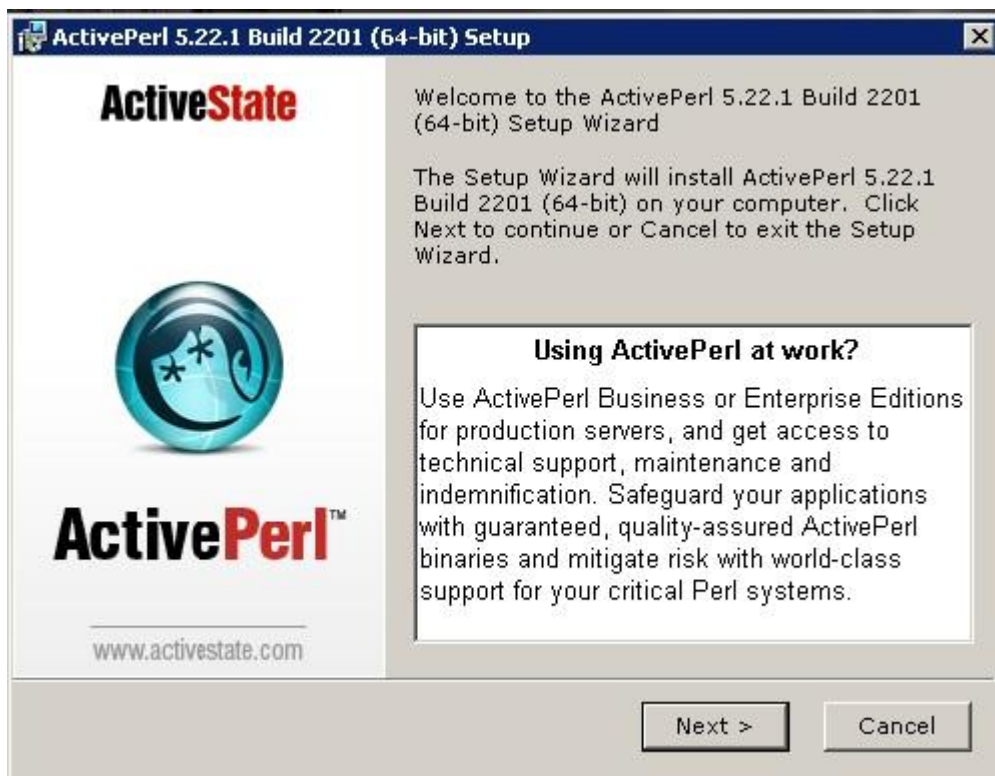 ActivePerl 5.22.1 Build 2201 (64-bit) Setup
ActiveState
Welcome to the ActivePerl 5.22.1 Build 2201
(64-bit) Setup Wizard
The Setup Wizard will install ActivePerl 5.22.1
Build 2201 (64-bit) on your computer. Click
Next to continue or Cancel to exit the Setup
Wizard.
Using ActivePerl at work?
Use ActivePerl Business or Enterprise Editions
for production servers, and get access to
technical support, maintenance and
indemnification. Safeguard your applications
with guaranteed, quality-assured ActivePerl
binaries and mitigate risk with world-class
support for your critical Perl systems.
ActivePerl™
www.activestate.com
Next >
Cancel